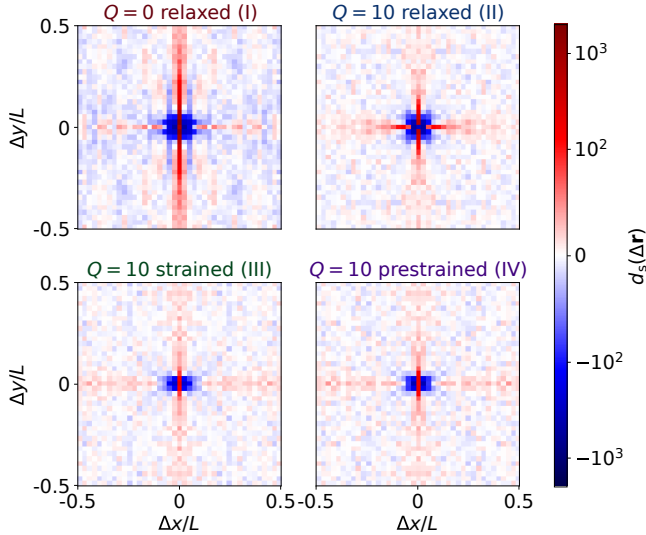 Q = 0 relaxed (I)
Q = 10 relaxed (II)
0.5
0
-0.5
Δy/L
Q = 10 strained (III)
Q = 10 prestrained (IV)
0.5
0
-0.5
Δy/L
-0.5
0
0.5
Δx/L
-0.5
0
0.5
Δx/L
10³
10²
0
−10²
−10³
dₛ(Δr)